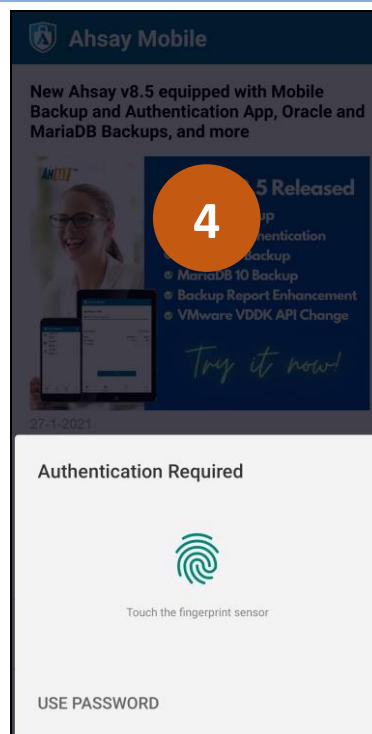 Ahsay Mobile
New Ahsay v8.5 equipped with Mobile
Backup and Authentication App, Oracle and
MariaDB Backups, and more
.5 Released
4
Backup
MariaDB 10 Backup
Backup Report Enhancement
VMware VDDK API Change
Try it now!
27-1-2021
Authentication Required
Touch the fingerprint sensor
USE PASSWORD